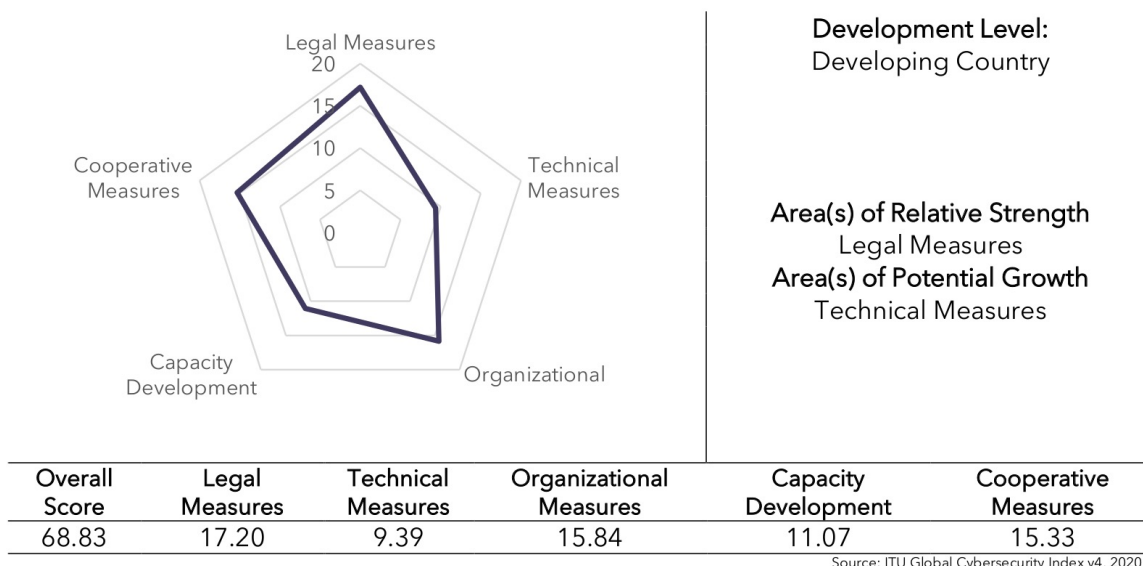 Legal Measures
20
15
10
5
0
Cooperative
Measures
Technical
Measures
Capacity
Development
Organizational
Development Level:
Developing Country
Area(s) of Relative Strength
Legal Measures
Area(s) of Potential Growth
Technical Measures
Overall Score Legal Measures Technical Measures Organizational Measures Capacity Development Cooperative Measures
68.83 17.20 9.39 15.84 11.07 15.33
Source: ITU Global Cybersecurity Index v4, 2020